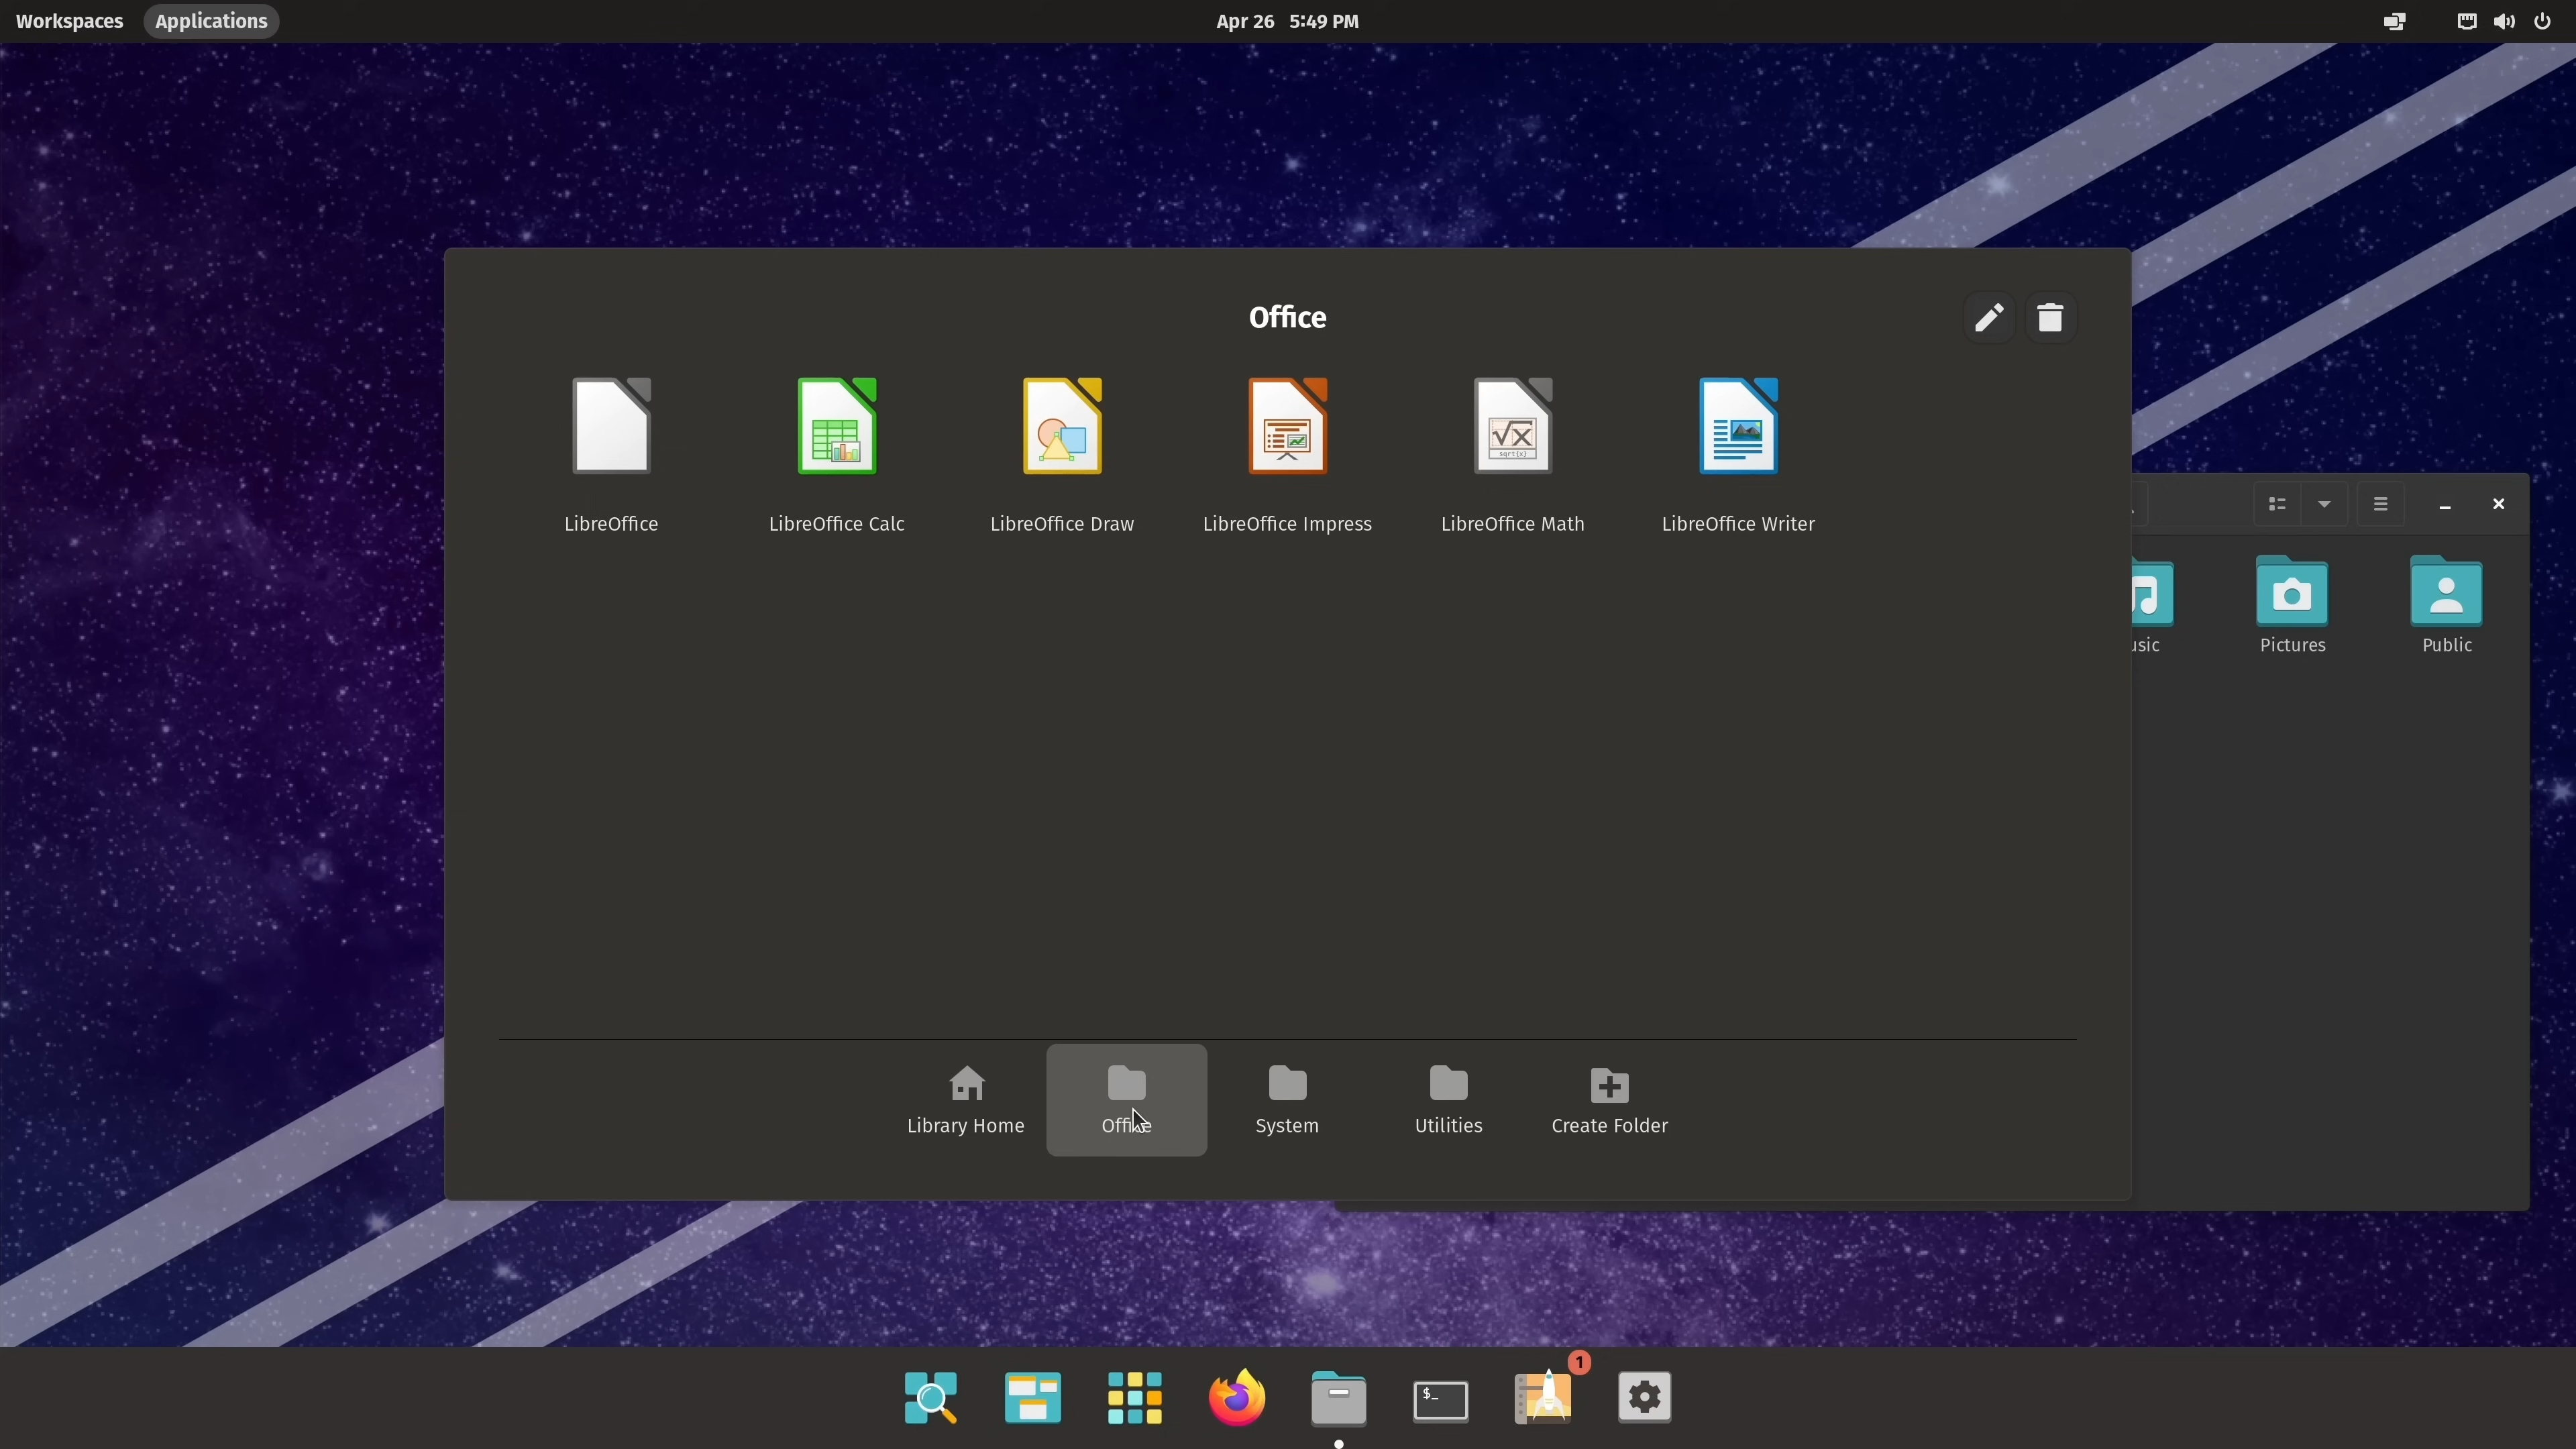 Workspaces Applications Apr 26 5:49 PM
Office
LibreOffice LibreOffice Calc LibreOffice Draw LibreOffice Impress LibreOffice Math LibreOffice Writer
sqrt{x}
usic Pictures Public
Library Home Office System Utilities Create Folder
$_
1